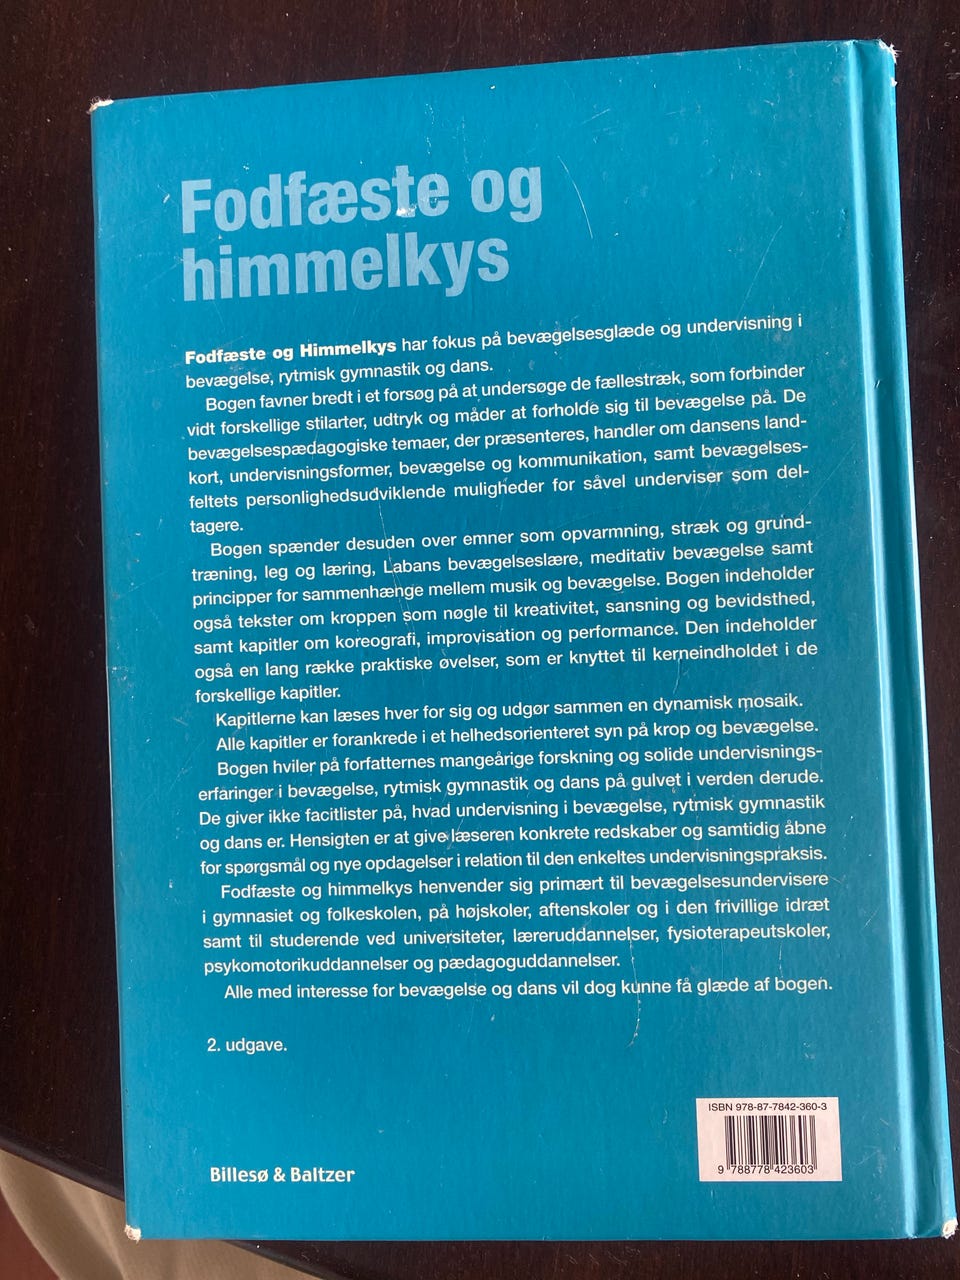 Fodfæste og
himmelkys
Fodfæste og Himmelkys har fokus på bevægelsesglæde og undervisning i
bevægelse, rytmisk gymnastik og dans.
Bogen favner bredt i et forsøg på at undersøge de fællestræk, som forbinder
vidt forskellige stilarter, udtryk og måder at forholde sig til bevægelse på. De
bevægelsespædagogiske temaer, der præsenteres, handler om dansens land-
kort, undervisningsformer, bevægelse og kommunikation, samt bevægelses-
feltets personlighedsudviklende muligheder for såvel underviser som del-
tagere.
Bogen spænder desuden over emner som opvarmning, stræk og grund-
træning, leg og læring, Labans bevægelseslære, meditativ bevægelse samt
principper for sammenhænge mellem musik og bevægelse. Bogen indeholder
også tekster om kroppen som nøgle til kreativitet, sansning og bevidsthed,
samt kapitler om koreografi, improvisation og performance. Den indeholder
også en lang række praktiske øvelser, som er knyttet til kerneindholdet i de
forskellige kapitler.
Kapitlerne kan læses hver for sig og udgør sammen en dynamisk mosaik.
Alle kapitler er forankrede i et helhedsorienteret syn på krop og bevægelse.
Bogen hviler på forfatternes mangeårige forskning og solide undervisnings-
erfaringer i bevægelse, rytmisk gymnastik og dans på gulvet i verden derude.
De giver ikke facitlister på, hvad undervisning i bevægelse, rytmisk gymnastik
og dans er. Hensigten er at give læseren konkrete redskaber og samtidig åbne
for spørgsmål og nye opdagelser i relation til den enkeltes undervisningspraksis.
Fodfæste og himmelkys henvender sig primært til bevægelsesundervisere
i gymnasiet og folkeskolen, på højskoler, aftenskoler og i den frivillige idræt
samt til studerende ved universiteter, læreruddannelser, fysioterapeutskoler,
psykomotorikuddannelser og pædagoguddannelser.
Alle med interesse for bevægelse og dans vil dog kunne få glæde af bogen.
2. udgave.
ISBN 978-87-7842-360-3
9 788778 423603
Billesø & Baltzer